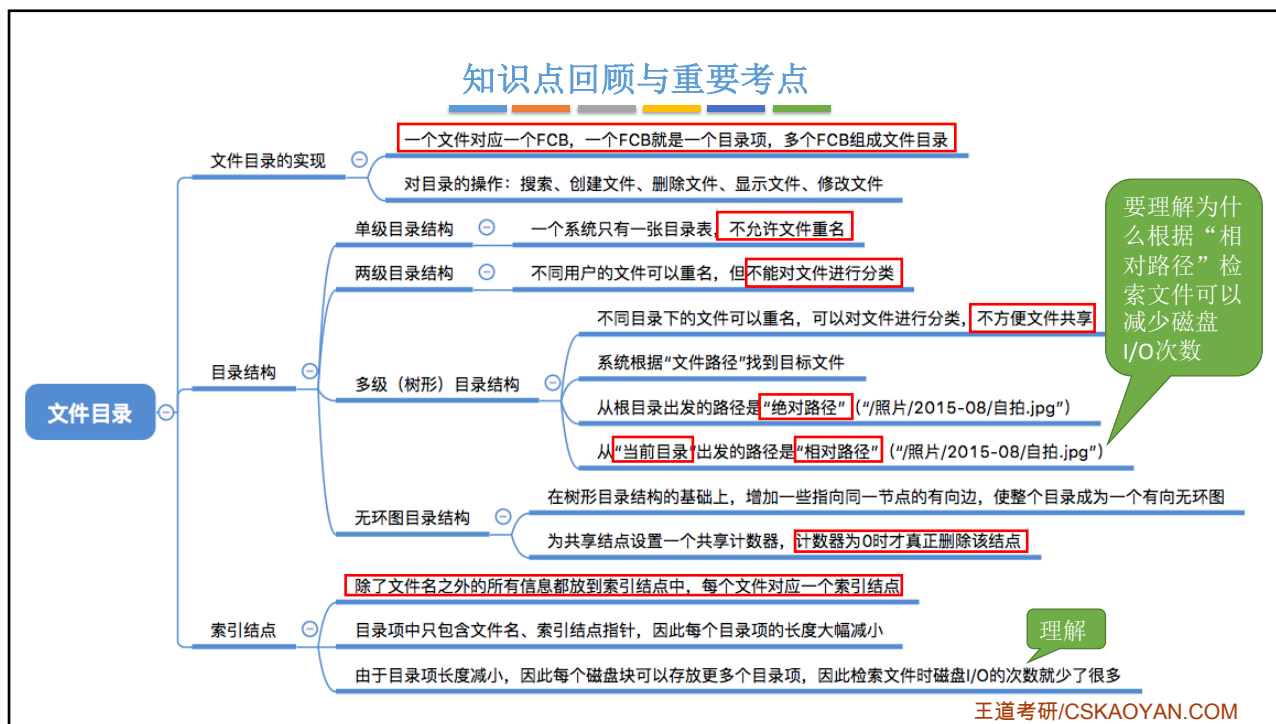 知识点回顾与重要考点
一个文件对应一个FCB，一个FCB就是一个目录项，多个FCB组成文件目录
文件目录的实现
对目录的操作：搜索、创建文件、删除文件、显示文件、修改文件
单级目录结构
一个系统只有一张目录表，不允许文件重名
两级目录结构
不同用户的文件可以重名，但不能对文件进行分类
不同目录下的文件可以重名，可以对文件进行分类，不方便文件共享
系统根据“文件路径”找到目标文件
目录结构
多级（树形）目录结构
从根目录出发的路径是“绝对路径”（“/照片/2015-08/自拍.jpg”）
从“当前目录”出发的路径是“相对路径”（“/照片/2015-08/自拍.jpg”）
要理解为什
么根据“相
对路径”检
索文件可以
减少磁盘
I/O次数
文件目录
在树形目录结构的基础上，增加一些指向同一节点的有向边，使整个目录成为一个有向无环图
无环图目录结构
为共享结点设置一个共享计数器，计数器为0时才真正删除该结点
除了文件名之外的所有信息都放到索引结点中，每个文件对应一个索引结点
索引结点
目录项中只包含文件名、索引结点指针，因此每个目录项的长度大幅减小
理解
由于目录项长度减小，因此每个磁盘块可以存放更多个目录项，因此检索文件时磁盘I/O的次数就少了很多
王道考研/CSKAOYAN.COM